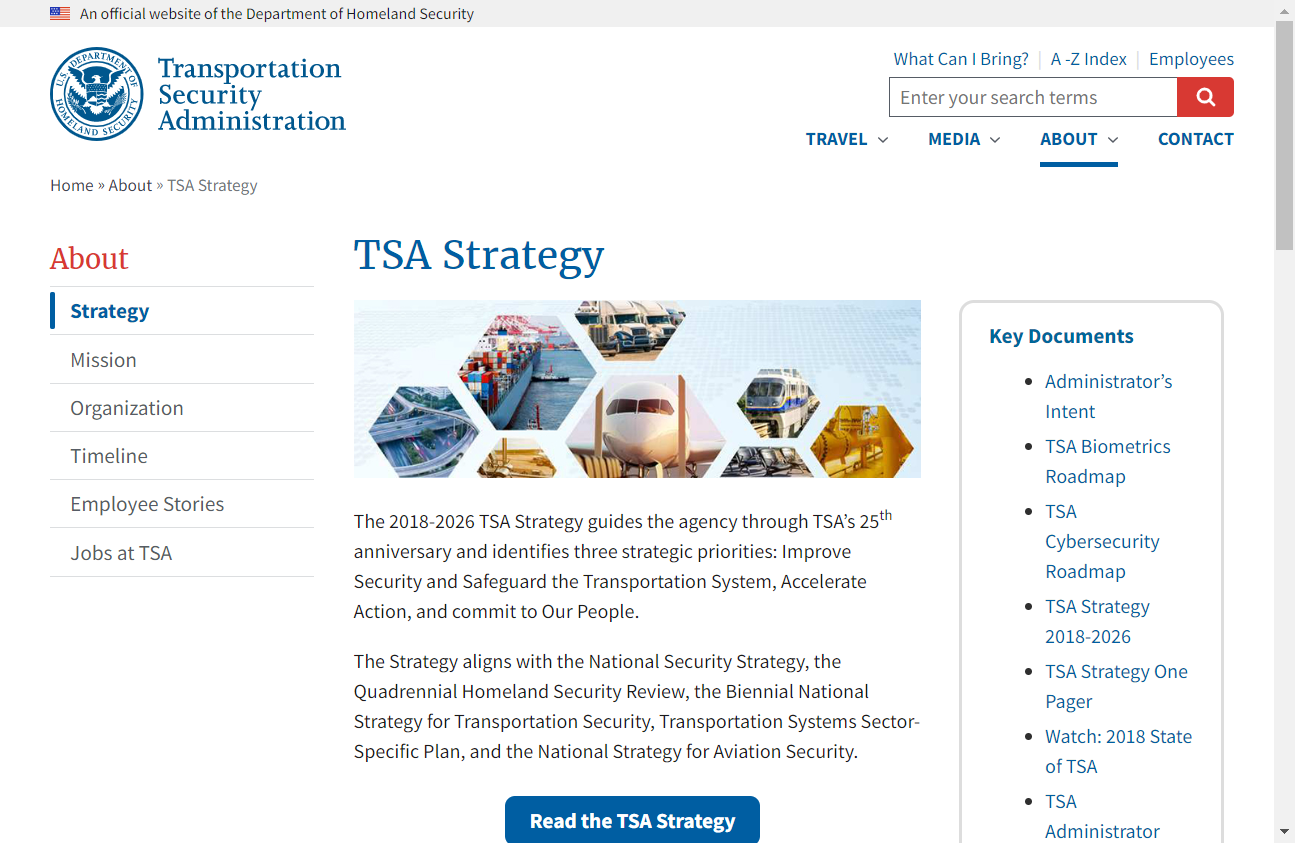 An official website of the Department of Homeland Security
U.S. DEPARTMENT OF
HOMELAND SECURITY
Transportation
Security
Administration
What Can I Bring?
A -Z Index
Employees
Enter your search terms
TRAVEL
MEDIA
ABOUT
CONTACT
Home » About » TSA Strategy
About
Strategy
Mission
Organization
Timeline
Employee Stories
Jobs at TSA
TSA Strategy
The 2018-2026 TSA Strategy guides the agency through TSA’s 25th
anniversary and identifies three strategic priorities: Improve
Security and Safeguard the Transportation System, Accelerate
Action, and commit to Our People.
The Strategy aligns with the National Security Strategy, the
Quadrennial Homeland Security Review, the Biennial National
Strategy for Transportation Security, Transportation Systems Sector-
Specific Plan, and the National Strategy for Aviation Security.
Read the TSA Strategy
Key Documents
Administrator’s
Intent
TSA Biometrics
Roadmap
TSA
Cybersecurity
Roadmap
TSA Strategy
2018-2026
TSA Strategy One
Pager
Watch: 2018 State
of TSA
TSA
Administrator